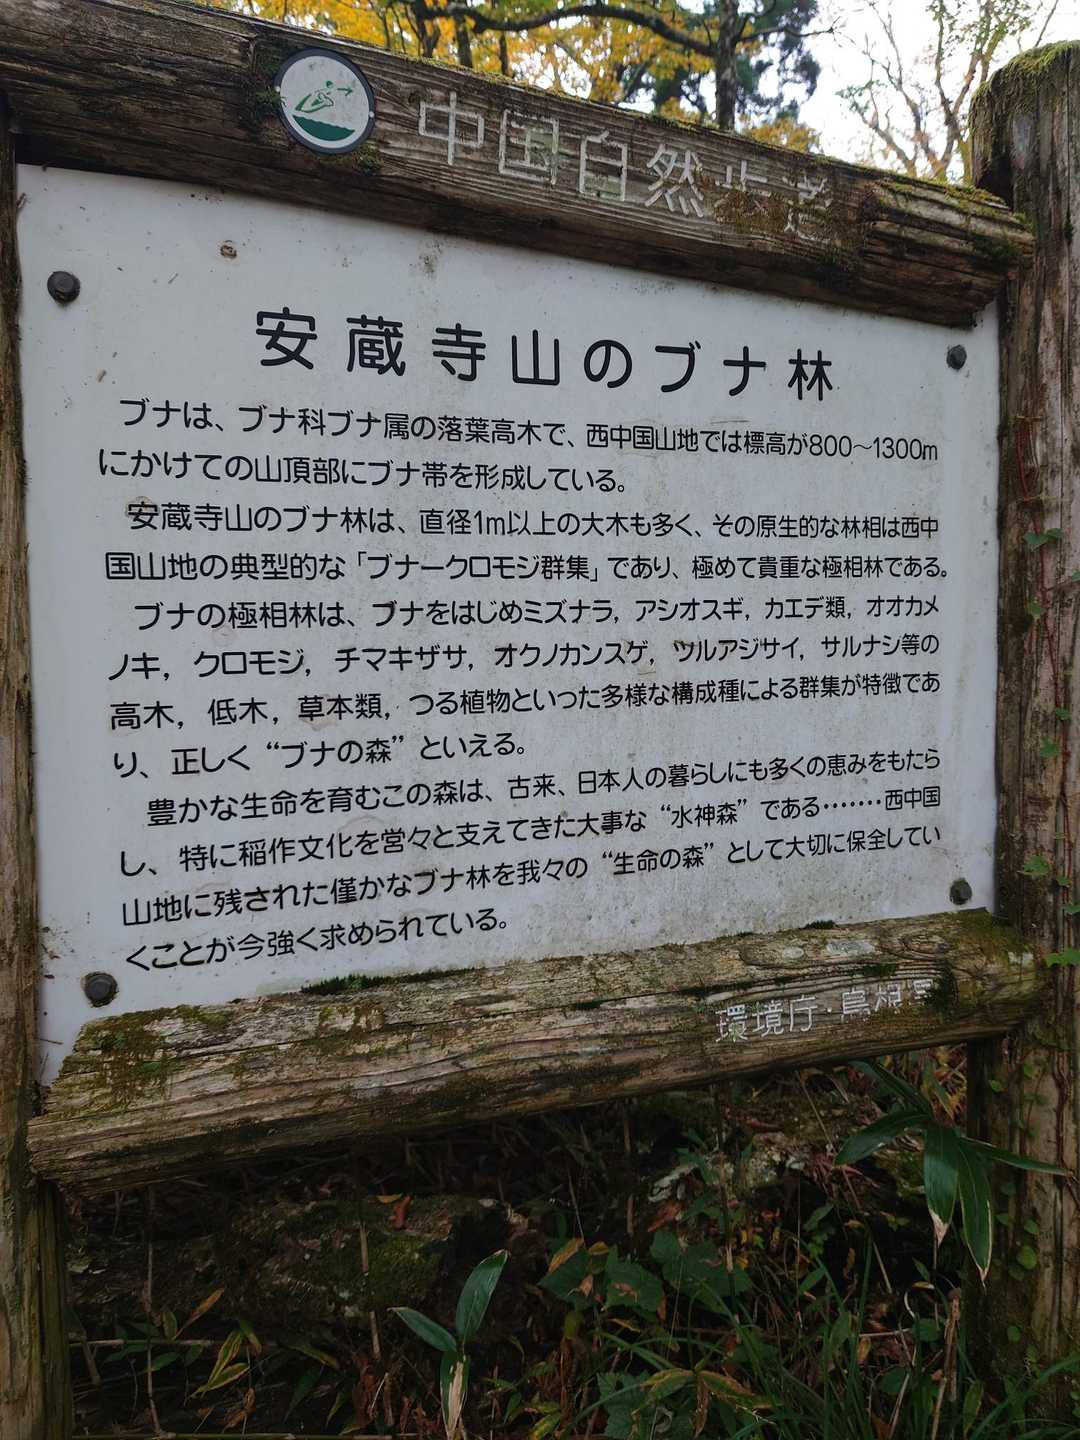 中国自然歩道
安蔵寺山のブナ林
ブナは、ブナ科ブナ属の落葉高木で、西中国山地では標高が800〜1300m
にかけての山頂部にブナ帯を形成している。
安蔵寺山のブナ林は、直径1m以上の大木も多く、その原生的な林相は西中
国山地の典型的な「ブナークロモジ群集」であり、極めて貴重な極相林である。
ブナの極相林は、ブナをはじめミズナラ，アシオスギ，カエデ類，オオカメ
ノキ，クロモジ，チマキザサ，オクノカンスゲ，ツルアジサイ，サルナシ等の
高木，低木，草本類，つる植物といった多様な構成種による群集が特徴であ
り、正しく“ブナの森”といえる。
豊かな生命を育むこの森は、古来、日本人の暮らしにも多くの恵みをもたら
し、特に稲作文化を営々と支えてきた大事な“水神森”である……‥西中国
山地に残された僅かなブナ林を我々の“生命の森”として大切に保全してい
くことが今強く求められている。
環境庁・島根県